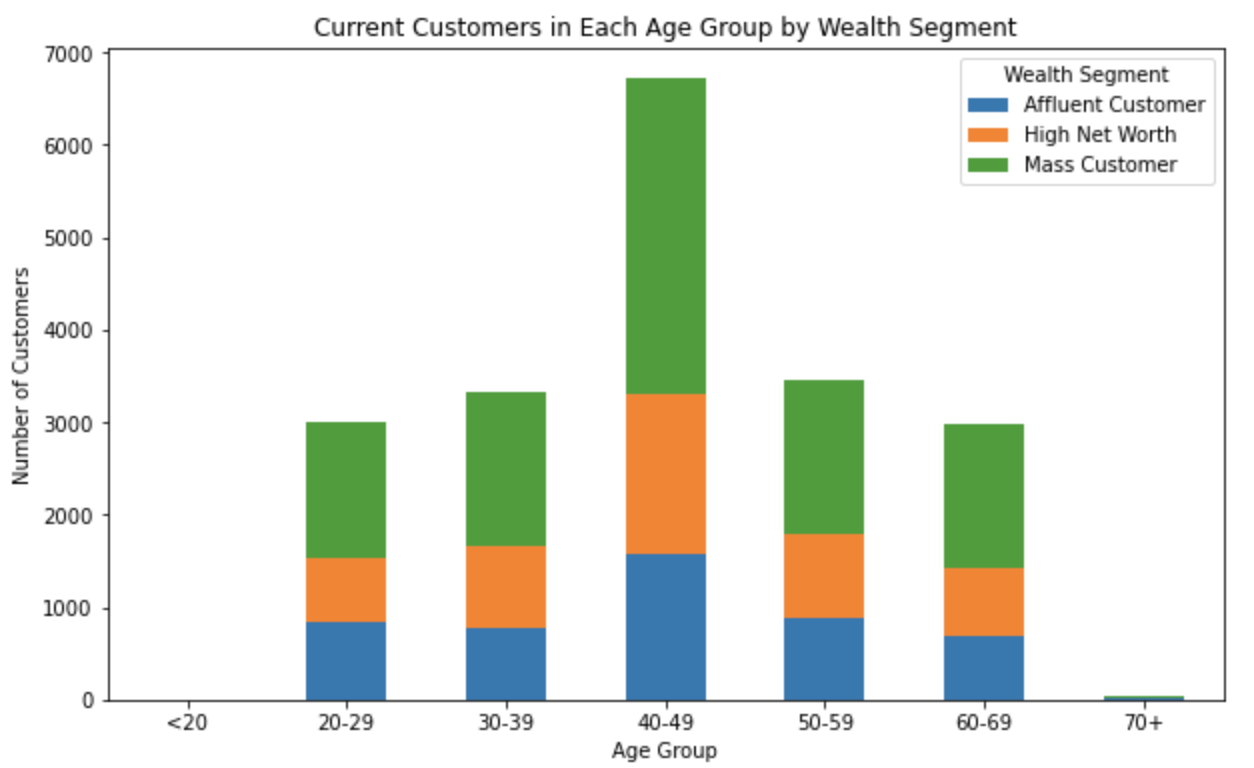 Current Customers in Each Age Group by Wealth Segment
7000
6000
5000
4000
3000
2000
1000
0
Number of Customers
Wealth Segment
Affluent Customer
High Net Worth
Mass Customer
<20 20-29 30-39 40-49 50-59 60-69 70+
Age Group